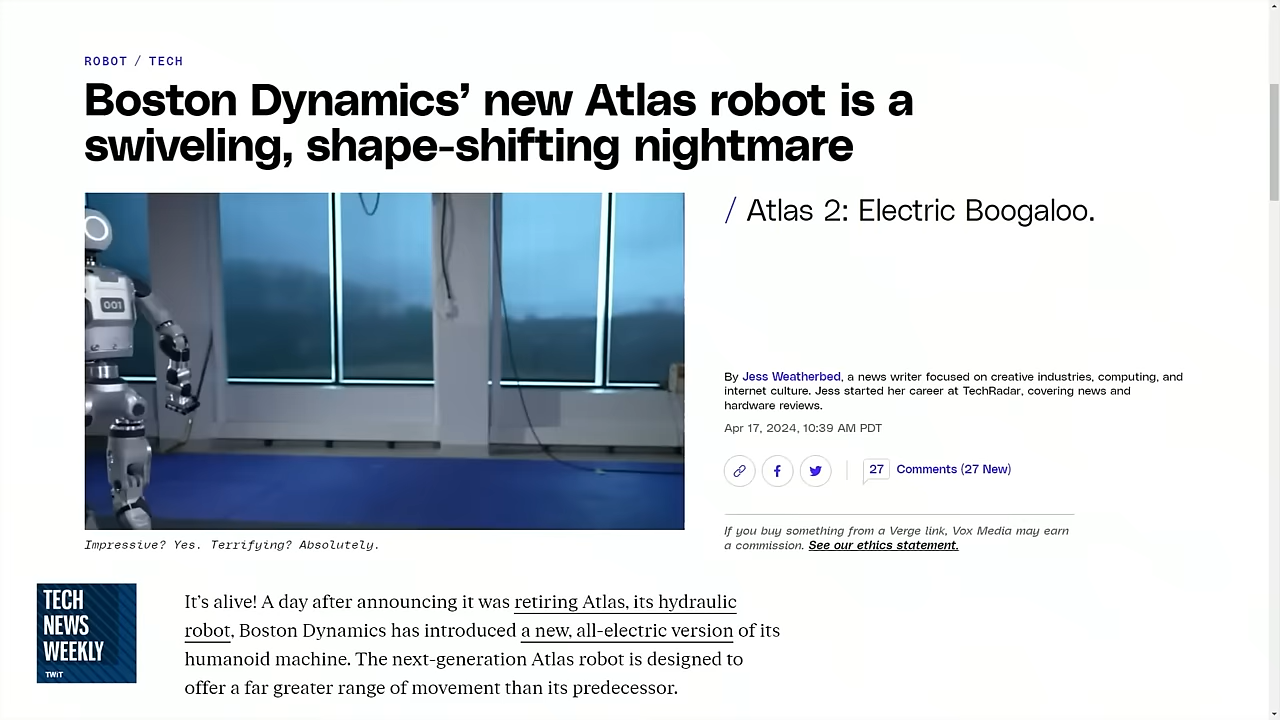 ROBOT / TECH
Boston Dynamics’ new Atlas robot is a
swiveling, shape-shifting nightmare
/ Atlas 2: Electric Boogaloo.
001
By Jess Weatherbed, a news writer focused on creative industries, computing, and
internet culture. Jess started her career at TechRadar, covering news and
hardware reviews.
Apr 17, 2024, 10:39 AM PDT
27 Comments (27 New)
If you buy something from a Verge link, Vox Media may earn
a commission. See our ethics statement.
Impressive? Yes. Terrifying? Absolutely.
TECH
NEWS
WEEKLY
TWiT
It’s alive! A day after announcing it was retiring Atlas, its hydraulic
robot, Boston Dynamics has introduced a new, all-electric version of its
humanoid machine. The next-generation Atlas robot is designed to
offer a far greater range of movement than its predecessor.